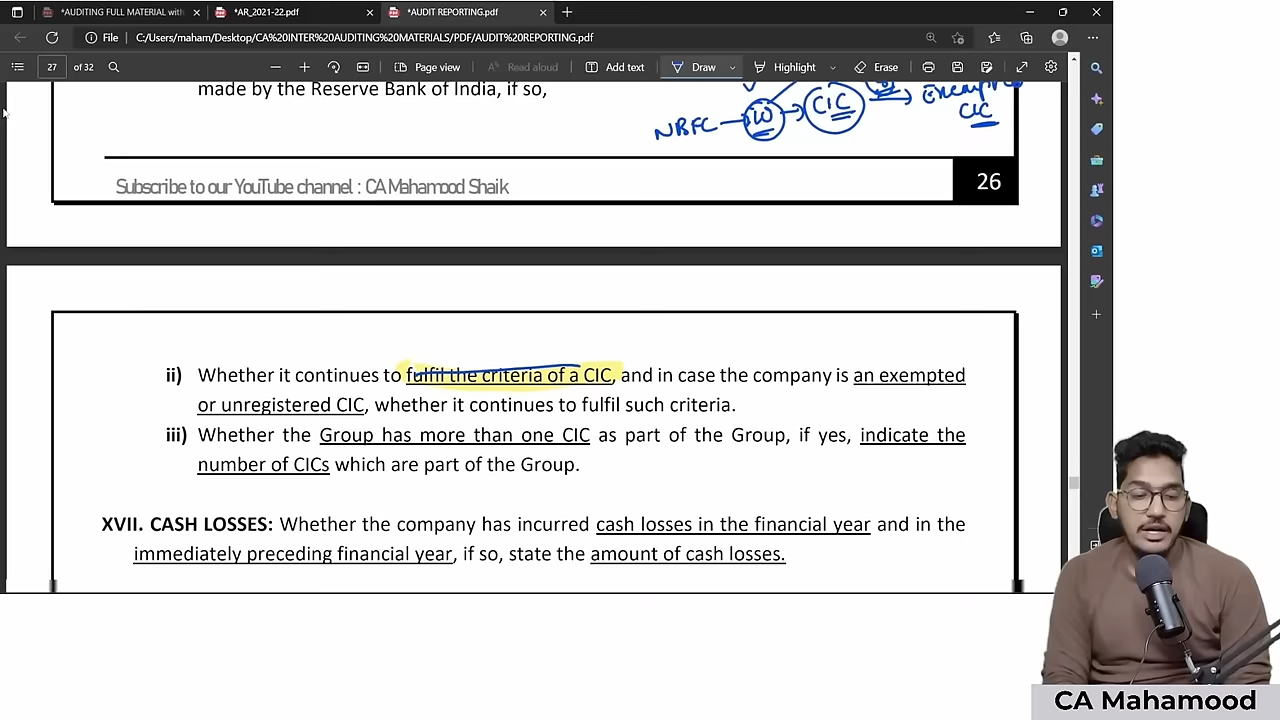 *AUDITING FULL MATERIAL with
*AR_2021-22.pdf
*AUDIT REPORTING.pdf
File
C:/Users/maham/Desktop/CA%20INTER%20AUDITING%20MATERIALS/PDF/AUDIT%20REPORTING.pdf
27 of 32
Page view
Read aloud
Add text
Draw
Highlight
Erase
made by the Reserve Bank of India, if so,
NBFC
CIC
CIC
Subscribe to our YouTube channel : CA Mahamood Shaik
26
ii) Whether it continues to fulfil the criteria of a CIC, and in case the company is an exempted
or unregistered CIC, whether it continues to fulfil such criteria.
iii) Whether the Group has more than one CIC as part of the Group, if yes, indicate the
number of CICs which are part of the Group.
XVII. CASH LOSSES: Whether the company has incurred cash losses in the financial year and in the
immediately preceding financial year, if so, state the amount of cash losses.
CA Mahamood